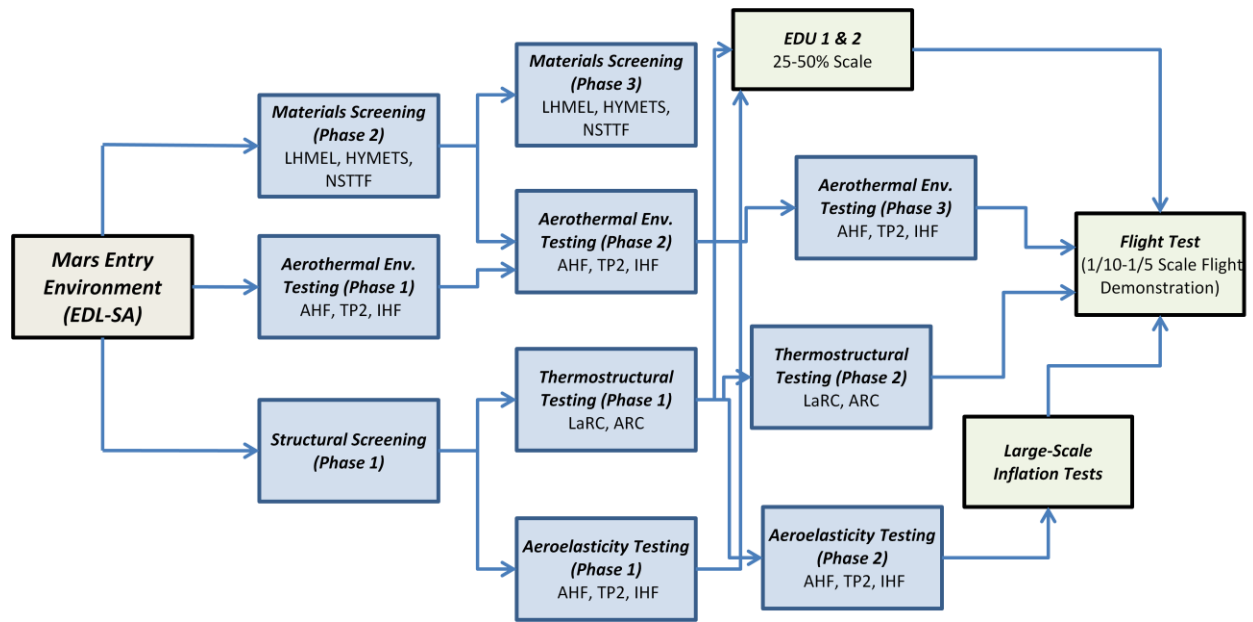 Mars Entry
Environment
(EDL-SA)
Materials Screening
(Phase 2)
LHMEL, HYMETS,
NSTTF
Aerothermal Env.
Testing (Phase 1)
AHF, TP2, IHF
Structural Screening
(Phase 1)
Materials Screening
(Phase 3)
LHMEL, HYMETS,
NSTTF
Aerothermal Env.
Testing (Phase 2)
AHF, TP2, IHF
Thermostructural
Testing (Phase 1)
LaRC, ARC
Aeroelasticity Testing
(Phase 1)
AHF, TP2, IHF
EDU 1 & 2
25-50% Scale
Aerothermal Env.
Testing (Phase 3)
AHF, TP2, IHF
Thermostructural
Testing (Phase 2)
LaRC, ARC
Aeroelasticity Testing
(Phase 2)
AHF, TP2, IHF
Flight Test
(1/10-1/5 Scale Flight
Demonstration)
Large-Scale
Inflation Tests